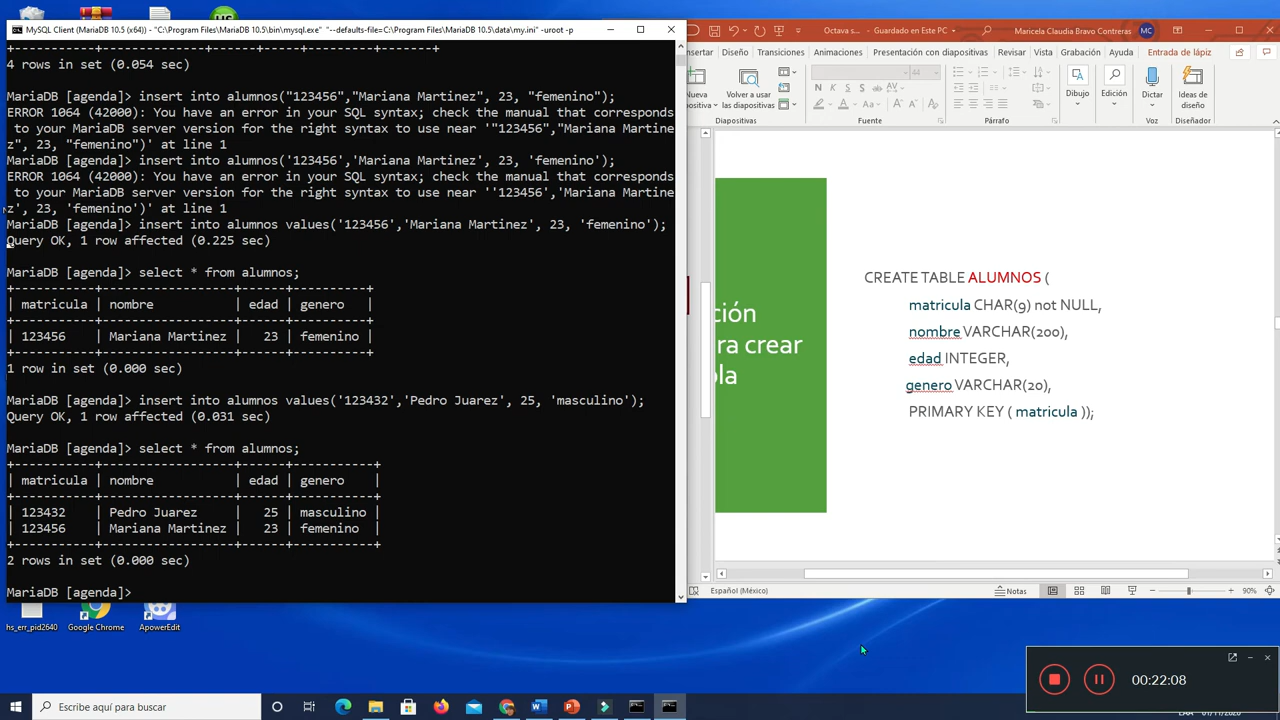 MySQL Client (MariaDB 10.5 (x64)) - "C:\Program Files\MariaDB 10.5\bin\mysql.exe" "--defaults-file=C:\Program Files\MariaDB 10.5\data\my.ini" -uroot -p
4 rows in set (0.054 sec)
MariaDB [agenda]> insert into alumnos("123456","Mariana Martinez", 23, "femenino");
ERROR 1064 (42000): You have an error in your SQL syntax; check the manual that corresponds
to your MariaDB server version for the right syntax to use near '"123456","Mariana Martine
z", 23, "femenino")' at line 1
MariaDB [agenda]> insert into alumnos('123456','Mariana Martinez', 23, 'femenino');
ERROR 1064 (42000): You have an error in your SQL syntax; check the manual that corresponds
to your MariaDB server version for the right syntax to use near ''123456','Mariana Martine
z', 23, 'femenino')' at line 1
MariaDB [agenda]> insert into alumnos values('123456','Mariana Martinez', 23, 'femenino');
Query OK, 1 row affected (0.225 sec)
MariaDB [agenda]> select * from alumnos;
| matricula | nombre | edad | genero |
| 123456 | Mariana Martinez | 23 | femenino |
1 row in set (0.000 sec)
MariaDB [agenda]> insert into alumnos values('123432','Pedro Juarez', 25, 'masculino');
Query OK, 1 row affected (0.031 sec)
MariaDB [agenda]> select * from alumnos;
| matricula | nombre | edad | genero |
| 123432 | Pedro Juarez | 25 | masculino |
| 123456 | Mariana Martinez | 23 | femenino |
2 rows in set (0.000 sec)
MariaDB [agenda]>
Octava s... - Guardado en Este PC
Maricela Claudia Bravo Contreras
MC
nsertar Diseño Transiciones Animaciones Presentación con diapositivas Revisar Vista Grabación Ayuda Entrada de lápiz
Nueva
positiva
Volver a usar
las diapositivas
Dibujo
Edición
Dictar
Ideas de
diseño
Diapositivas
Fuente
Párrafo
Voz
Diseñador
ción
ra crear
bla
CREATE TABLE ALUMNOS (
matricula CHAR(9) not NULL,
nombre VARCHAR(200),
edad INTEGER,
genero VARCHAR(20),
PRIMARY KEY ( matricula ));
Español (México)
Notas
90%
hs_err_pid2640
Google Chrome
ApowerEdit
00:22:08
Escribe aquí para buscar